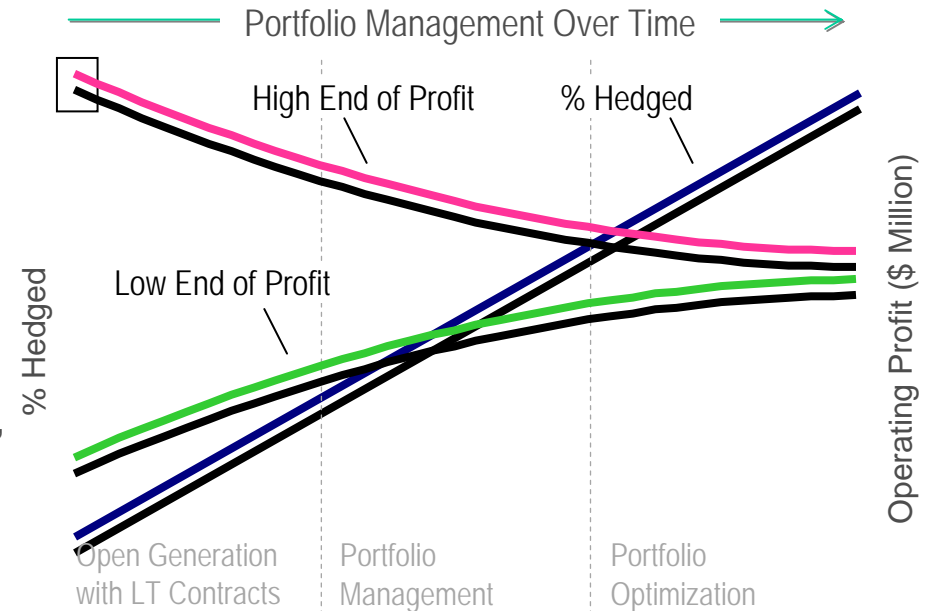 Portfolio Management Over Time
High End of Profit
% Hedged
Low End of Profit
% Hedged
Operating Profit ($ Million)
Open Generation
with LT Contracts
Portfolio
Management
Portfolio
Optimization